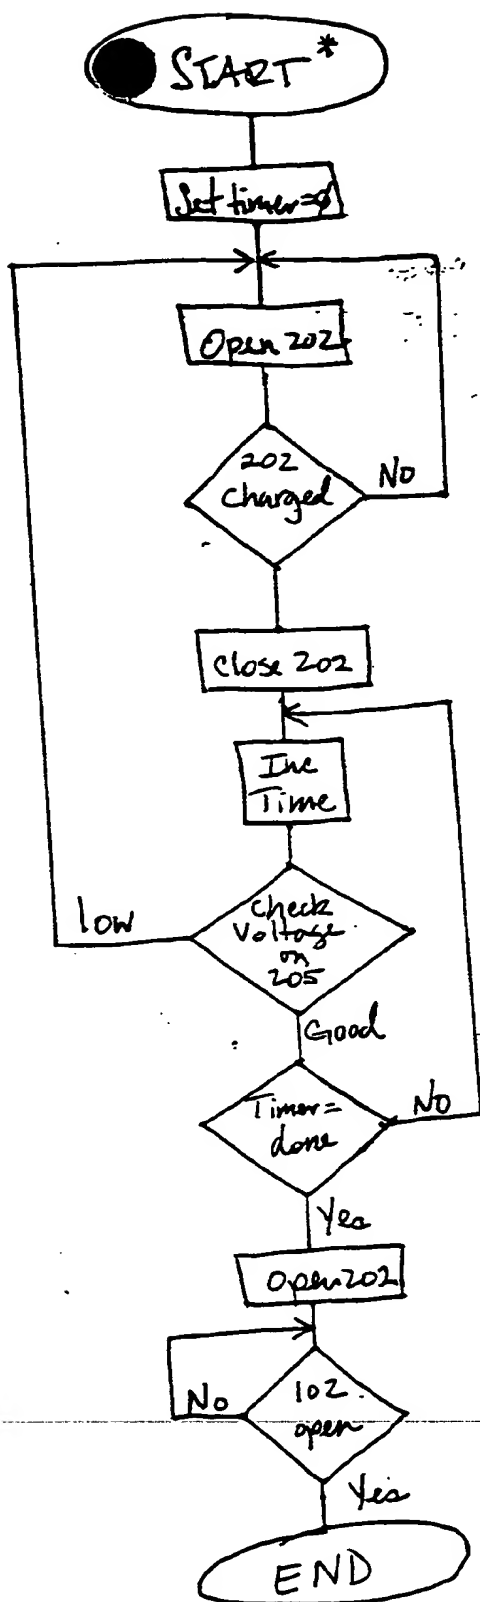 START *
Set timer=ø
Open 202
202
charged
No
close 202
Inc
Time
check
Voltage
on
205
low
Good
Timer=
done
No
Yes
Open 202
102
open
No
Yes
END